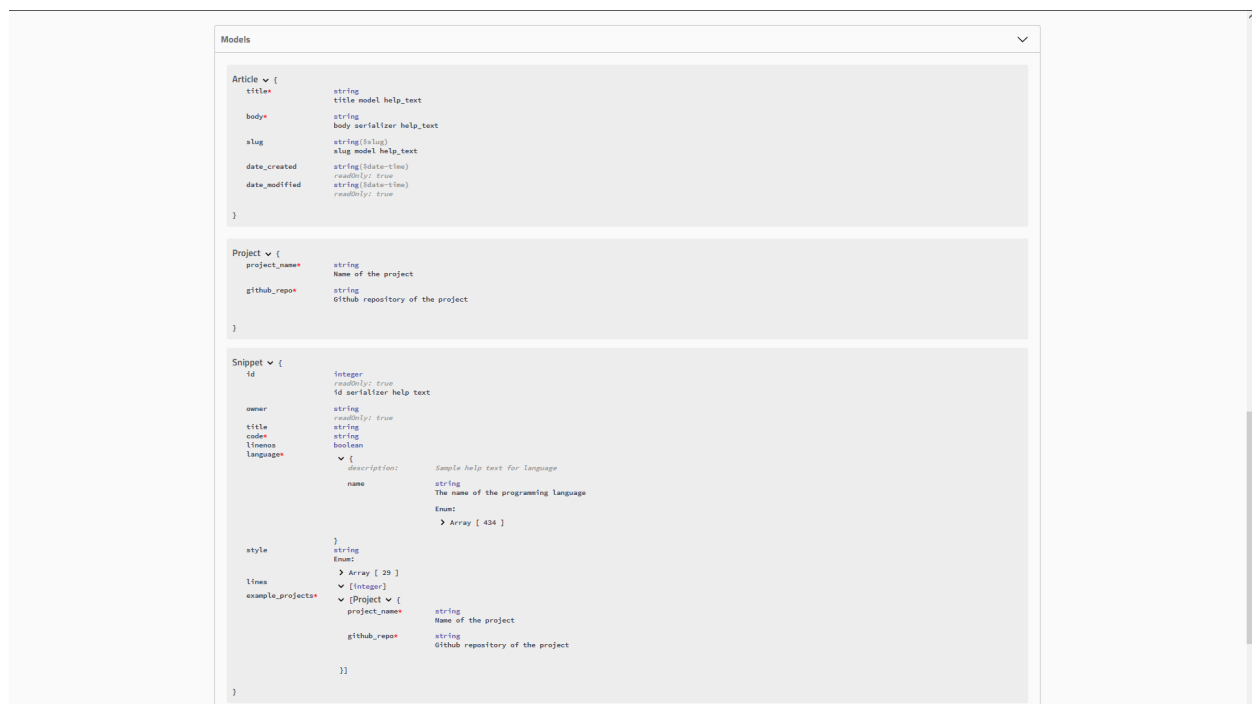 Models
Article {
title* string
title model help_text
body* string
body serializer help_text
slug string($slug)
slug model help_text
date_created string($date-time)
readOnly: true
date_modified string($date-time)
readOnly: true
}
Project {
project_name* string
Name of the project
github_repo* string
Github repository of the project
}
Snippet {
id integer
readOnly: true
id serializer help text
owner string
readOnly: true
title string
code* string
linenos boolean
language* {
description: Sample help text for language
name string
The name of the programming language
Enum:
Array [ 434 ]
}
style string
Enum:
Array [ 29 ]
lines [integer]
example_projects* [Project {
project_name* string
Name of the project
github_repo* string
Github repository of the project
}]
}